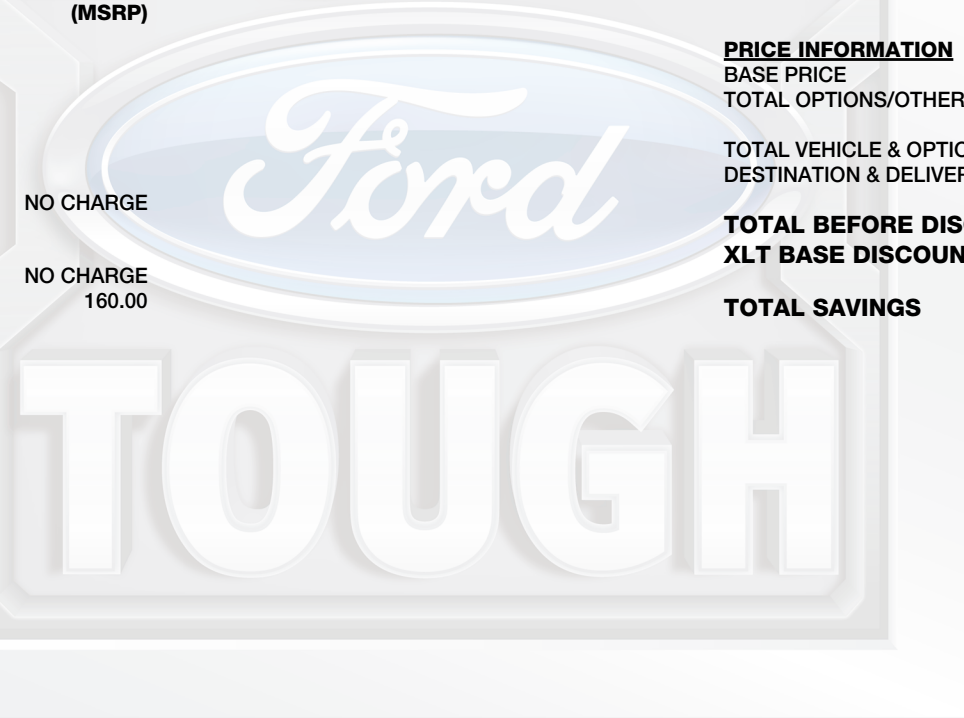 (MSRP)
NO CHARGE
NO CHARGE
160.00
Ford
TOUGH
PRICE INFORMATION
BASE PRICE
TOTAL OPTIONS/OTHER
TOTAL VEHICLE & OPTIO
DESTINATION & DELIVER
TOTAL BEFORE DIS
XLT BASE DISCOUN
TOTAL SAVINGS